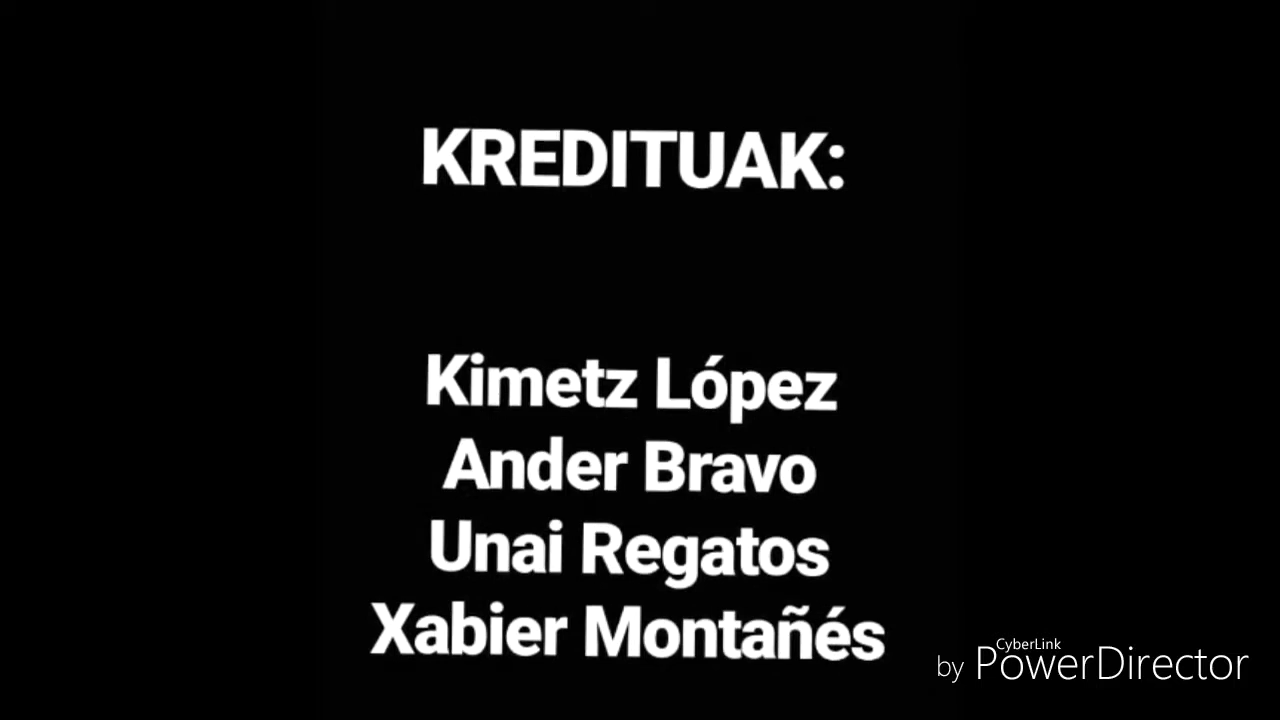 KREDITUAK:
Kimetz López
Ander Bravo
Unai Regatos
Xabier Montañés
CyberLink
by PowerDirector